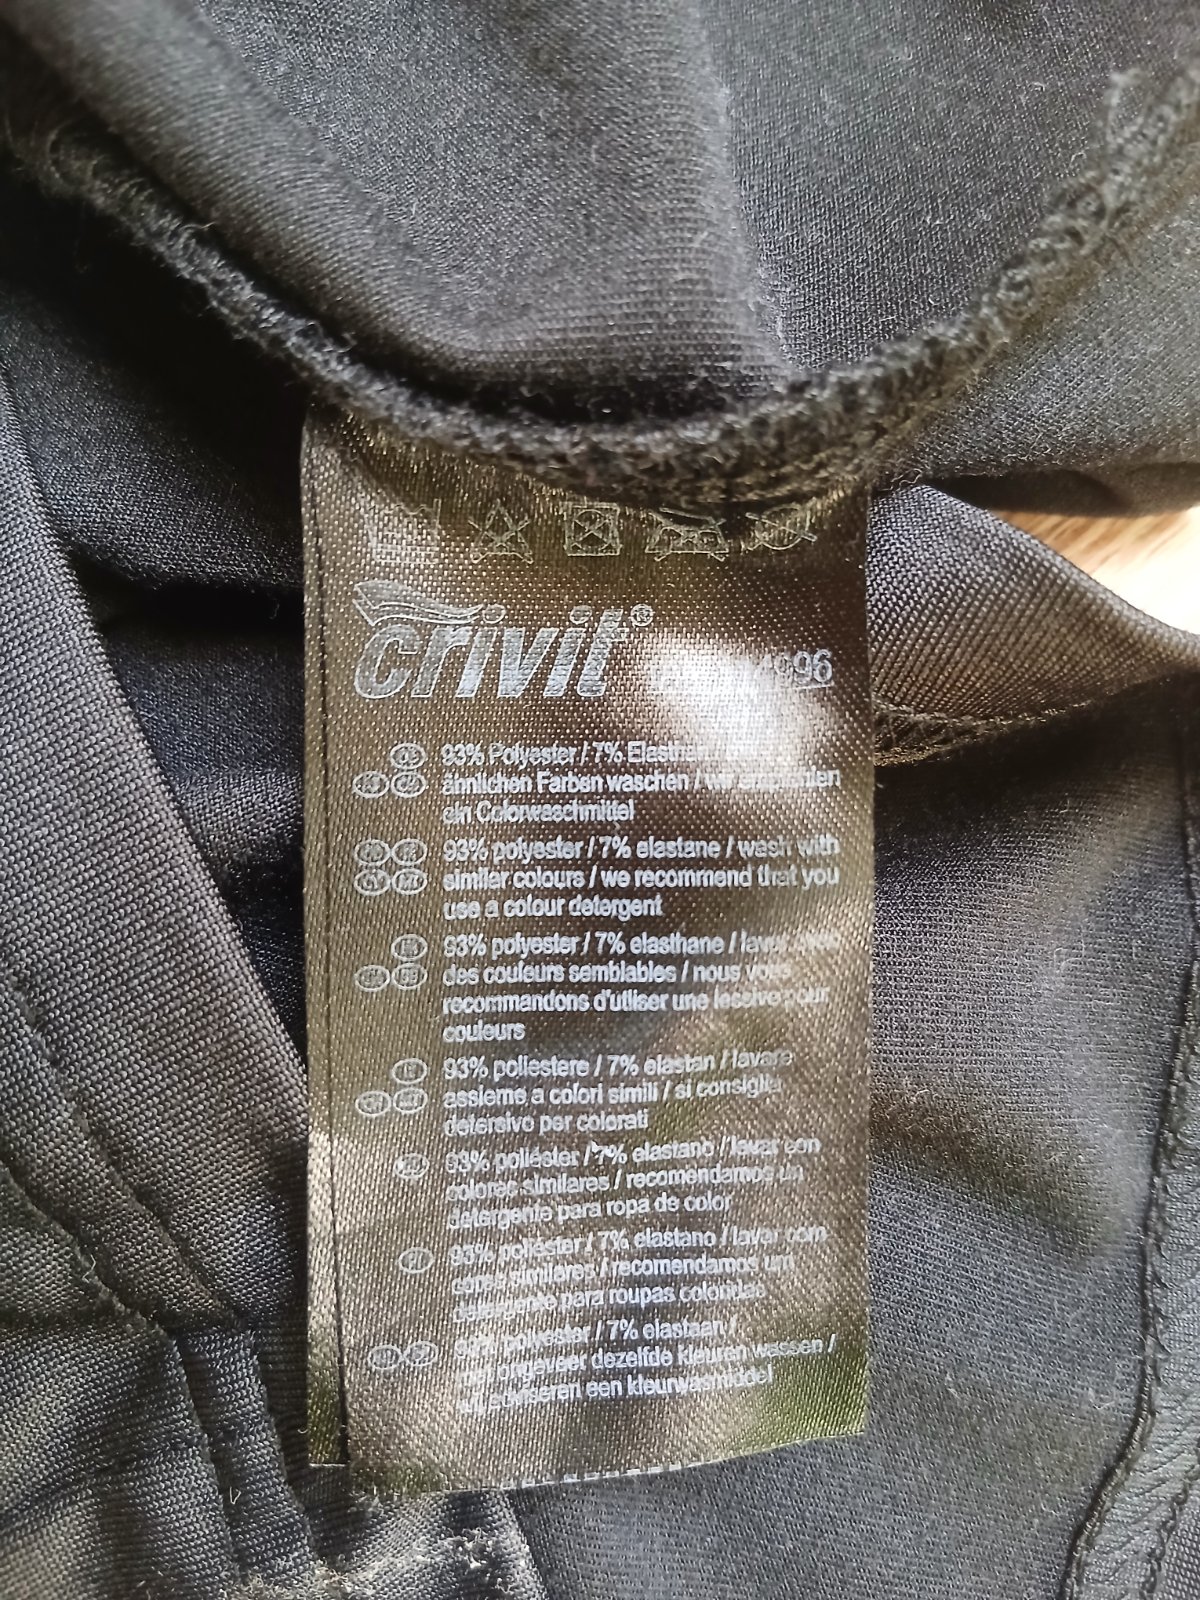 crivit®
93% Polyester / 7%
ähnlichen Farben waschen /
ein Colorwaschmittel
93% polyester / 7% elastane / wash with
similar colours / we recommend that you
use a colour detergent
93% polyester / 7% elasthane / laver avec
des couleurs semblables / nous vous
recommandons d'utiliser une lessive pour
couleurs
93% poliestere / 7% elastan / lavare
assieme a colori simili / si consiglia
detersivo per colorati
93% poliéster / 7% elastano / lavar con
colores similares / recomendamos un
detergente para ropa de color
93% poliéster / 7% elastano / lavar com
cores similares / recomendamos um
detergente para roupas coloridas
93% polyester / 7% elastaan /
met ongeveer dezelfde kleuren wassen /
wij adviseren een kleurwasmiddel